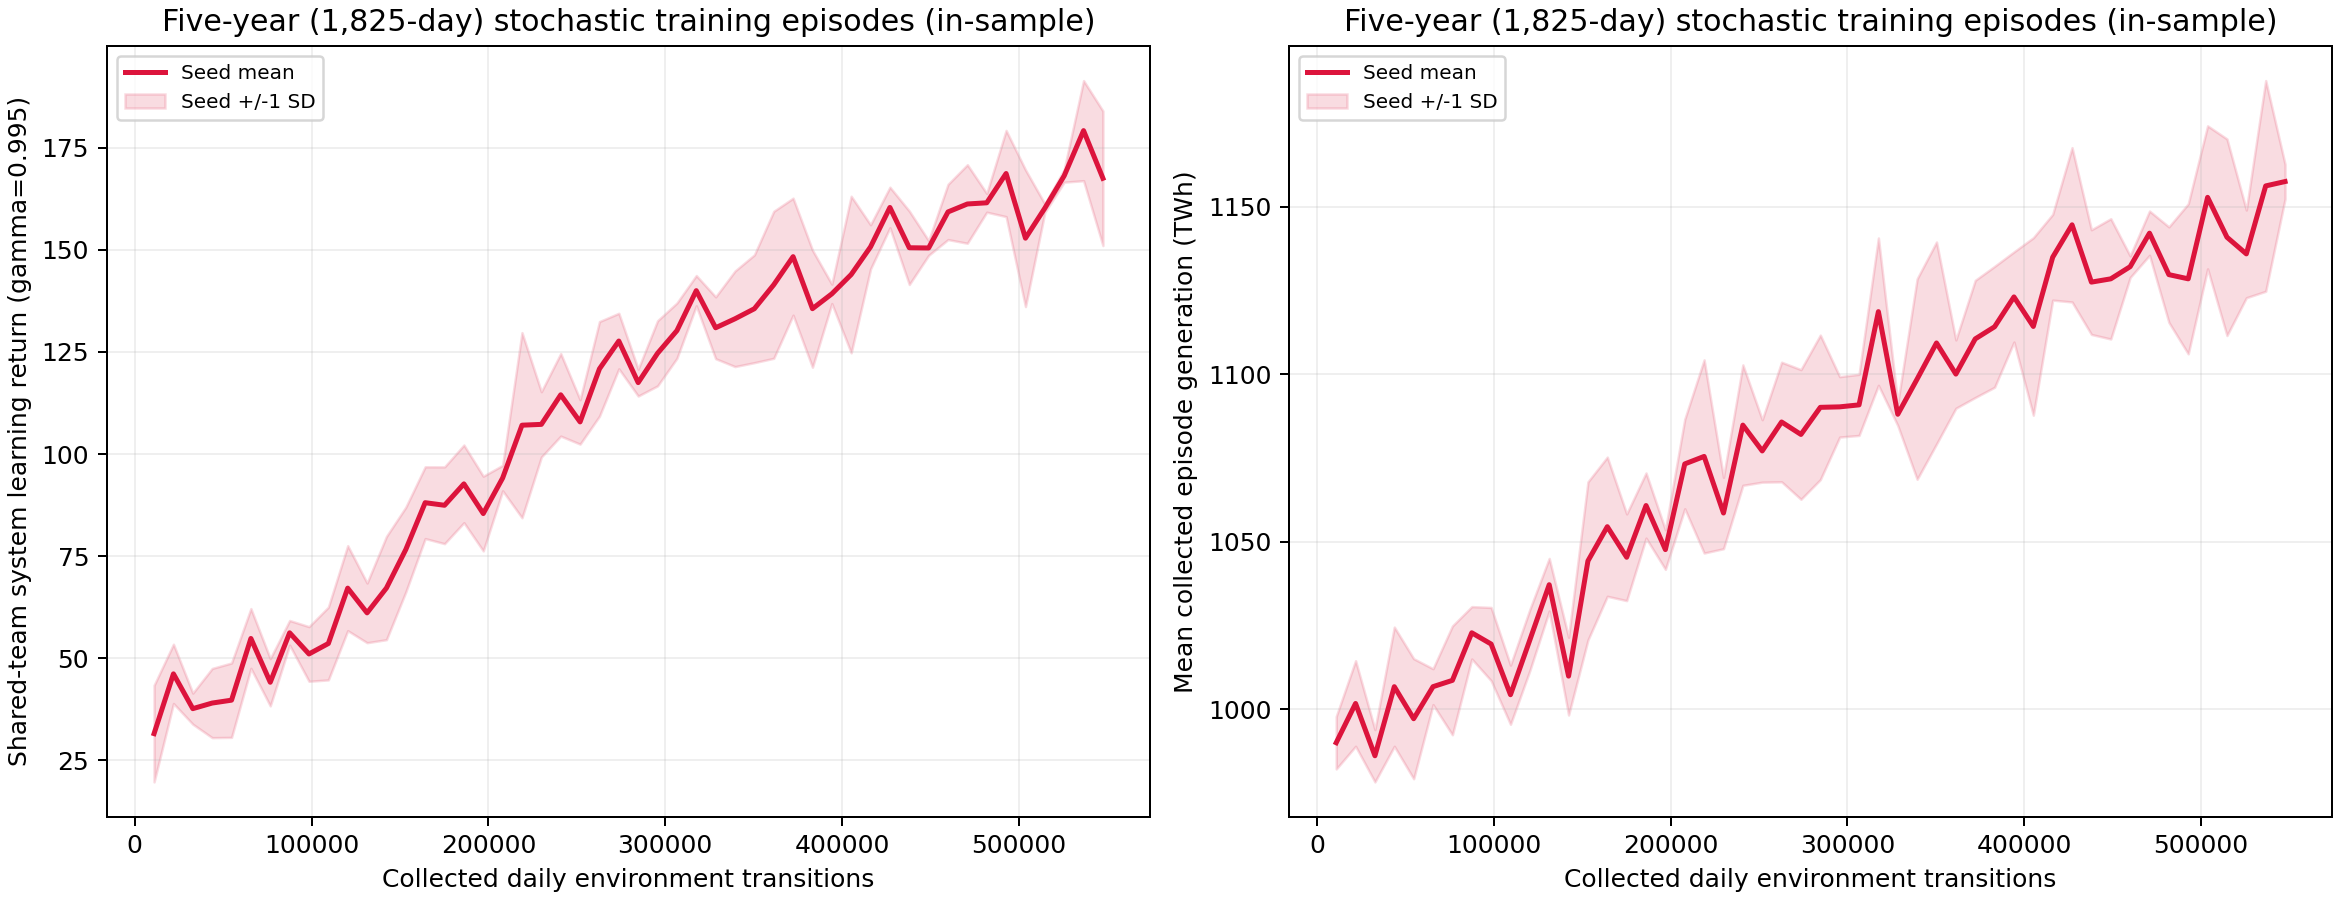 Five-year (1,825-day) stochastic training episodes (in-sample)
Seed mean
Seed +/-1 SD
Shared-team system learning return (gamma=0.995)
175
150
125
100
75
50
25
0
100000
200000
300000
400000
500000
Collected daily environment transitions
Five-year (1,825-day) stochastic training episodes (in-sample)
Seed mean
Seed +/-1 SD
Mean collected episode generation (TWh)
1150
1100
1050
1000
0
100000
200000
300000
400000
500000
Collected daily environment transitions